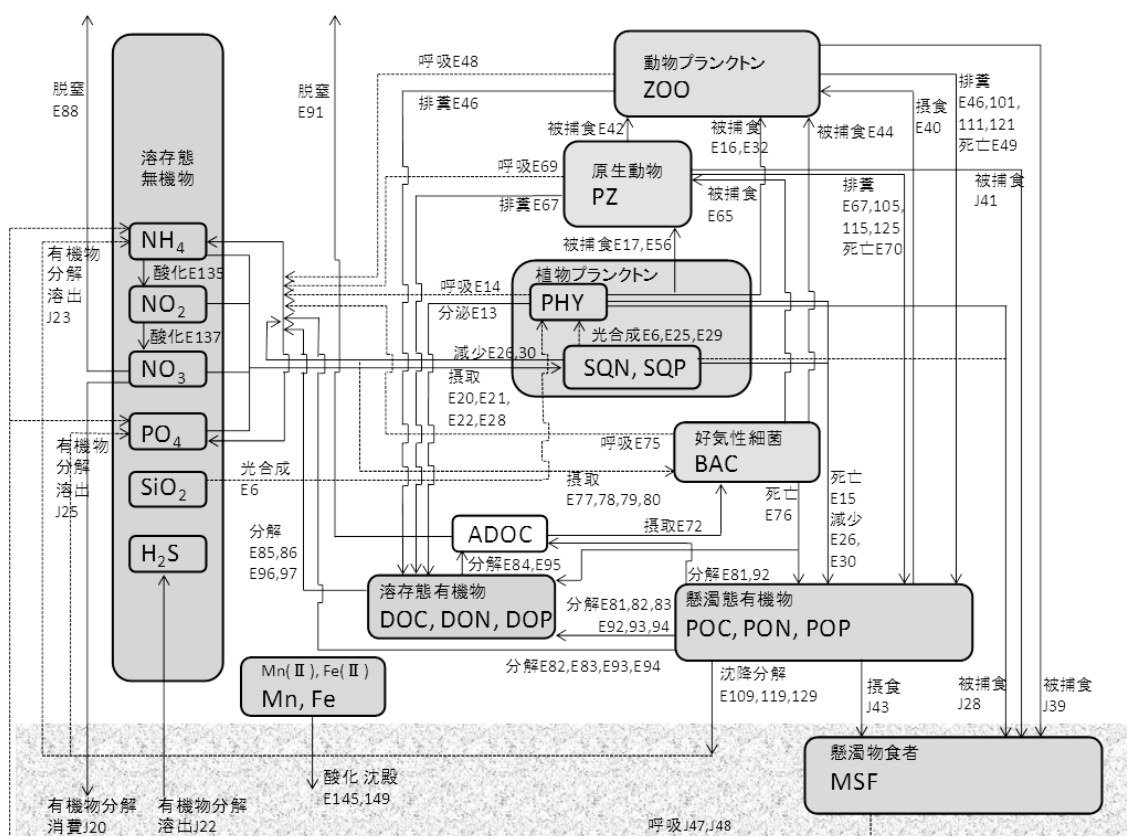 動物プランクトン
ZOO
呼吸E48
排糞E46
脱窒
E88
脱窒
E91
排糞
E46,101,
111,121
死亡E49
摂食
E40
被捕食E42
被捕食
E16,E32
被捕食E44
溶存態
無機物
原生動物
PZ
呼吸E69
排糞E67
被捕食
E65
排糞
E67,105,
115,125
死亡E70
被捕食
J41
NH4
有機物
分解
溶出
J23
酸化E135
NO2
酸化E137
NO3
被捕食E17,E56
植物プランクトン
PHY
呼吸E14
分泌E13
光合成E6,E25,E29
SQN, SQP
減少E26,30
摂取
E20,E21,
E22,E28
PO4
有機物
分解
溶出
J25
SiO2
光合成
E6
H2S
呼吸E75
好気性細菌
BAC
摂取
E77,78,79,80
死亡
E76
死亡
E15
減少
E26,
E30
ADOC
摂取E72
分解
E85,86
E96,97
分解E84,E95
分解E81,92
溶存態有機物
DOC, DON, DOP
分解E81,82,83
E92,93,94
懸濁態有機物
POC, PON, POP
分解E82,E83,E93,E94
Mn(Ⅱ), Fe(Ⅱ)
Mn, Fe
沈降分解
E109,119,129
摂食
J43
被捕食
J28
被捕食
J39
懸濁物食者
MSF
酸化 沈殿
E145,149
有機物分解
消費J20
有機物分解
溶出J22
呼吸J47,J48